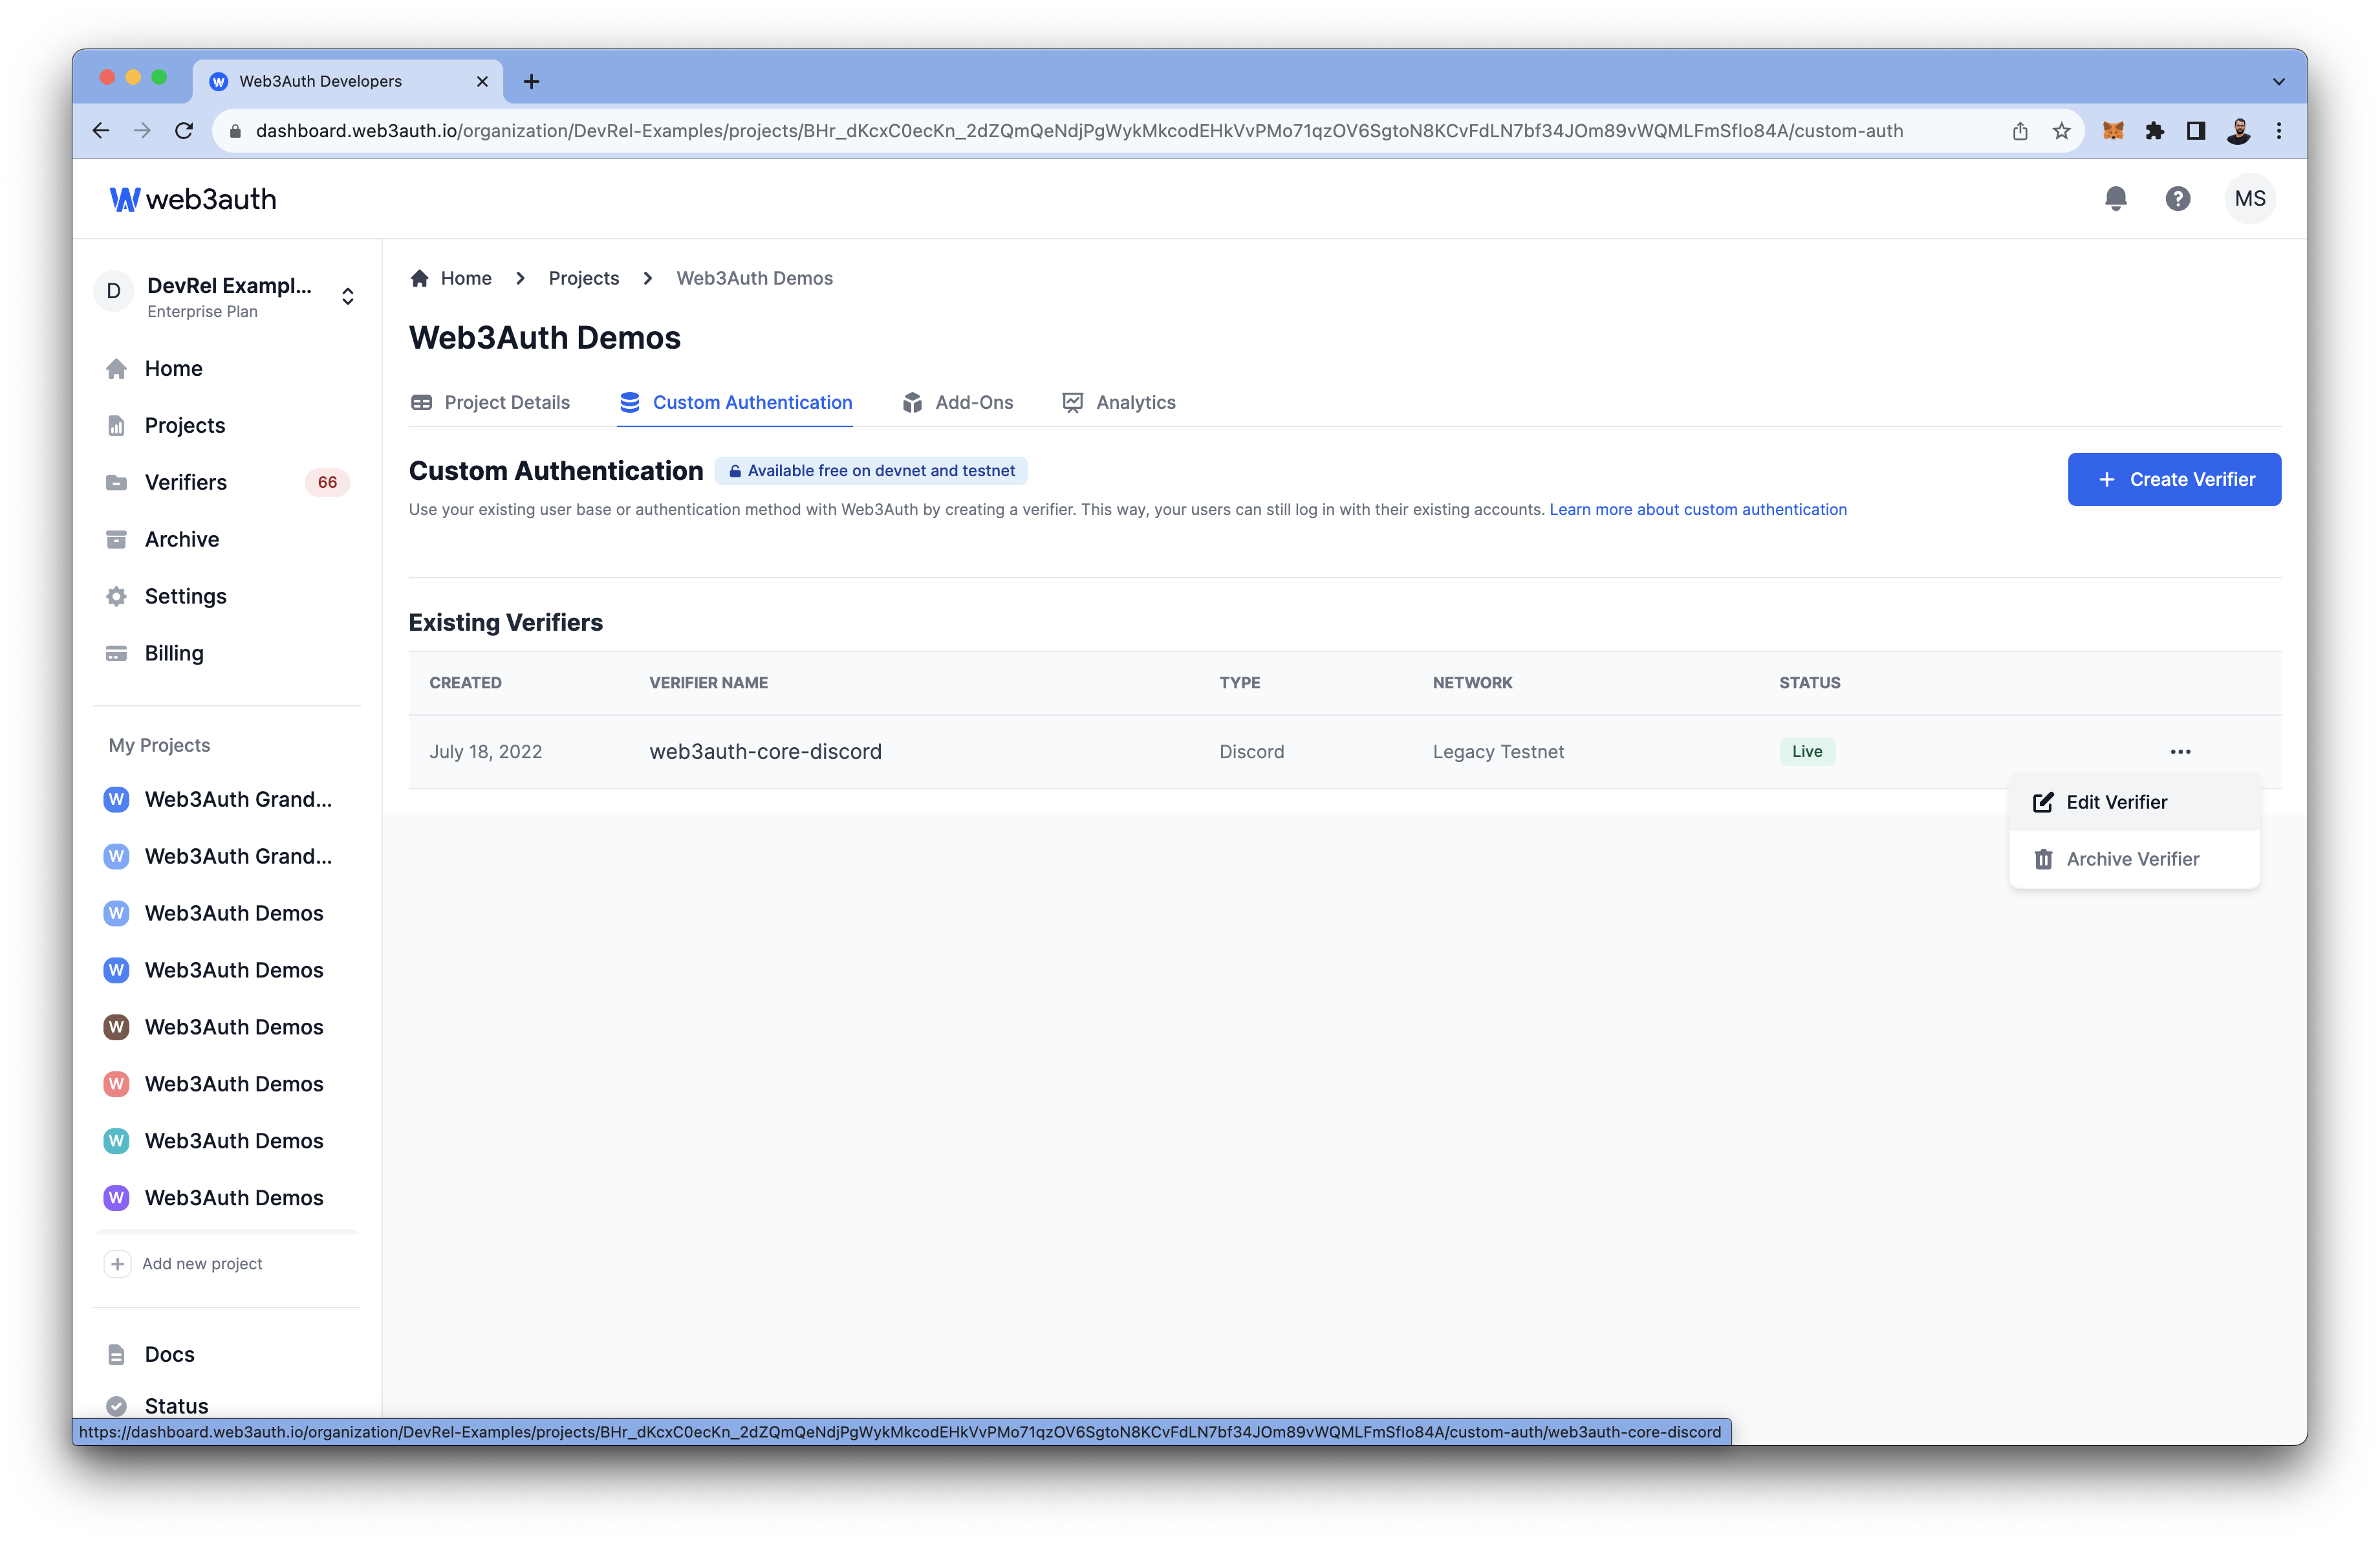 Web3Auth Developers
dashboard.web3auth.io/organization/DevRel-Examples/projects/BHr_dKcxC0ecKn_2dZQmQeNdjPgWykMkcodEHkVvPMo71qzOV6SgtoN8KCvFdLN7bf34JOm89vWQMLFmSfIo84A/custom-auth
web3auth
MS
D
DevRel Exampl...
Enterprise Plan
Home
Projects
Verifiers
66
Archive
Settings
Billing
My Projects
W Web3Auth Grand...
W Web3Auth Grand...
W Web3Auth Demos
W Web3Auth Demos
W Web3Auth Demos
W Web3Auth Demos
W Web3Auth Demos
W Web3Auth Demos
+ Add new project
Docs
Status
Home > Projects > Web3Auth Demos
Web3Auth Demos
Project Details
Custom Authentication
Add-Ons
Analytics
Custom Authentication
Available free on devnet and testnet
+ Create Verifier
Use your existing user base or authentication method with Web3Auth by creating a verifier. This way, your users can still log in with their existing accounts. Learn more about custom authentication
Existing Verifiers
CREATED VERIFIER NAME TYPE NETWORK STATUS
July 18, 2022 web3auth-core-discord Discord Legacy Testnet Live
Edit Verifier
Archive Verifier
https://dashboard.web3auth.io/organization/DevRel-Examples/projects/BHr_dKcxC0ecKn_2dZQmQeNdjPgWykMkcodEHkVvPMo71qzOV6SgtoN8KCvFdLN7bf34JOm89vWQMLFmSfIo84A/custom-auth/web3auth-core-discord